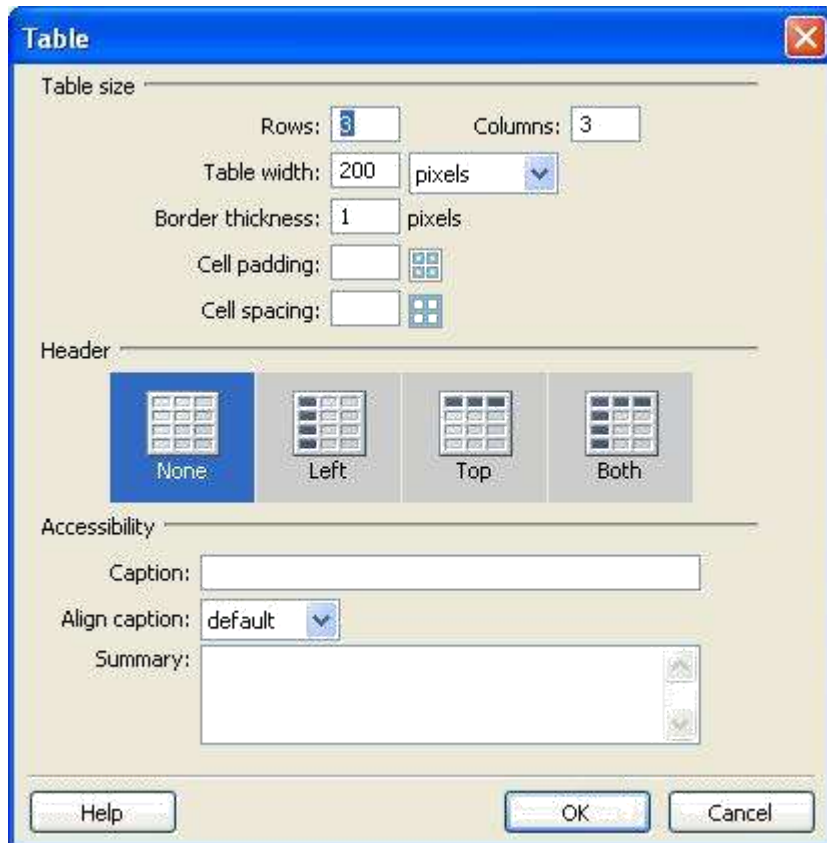 Table
Table size
Rows: 3 Columns: 3
Table width: 200 pixels
Border thickness: 1 pixels
Cell padding:
Cell spacing:
Header
None Left Top Both
Accessibility
Caption:
Align caption: default
Summary:
Help OK Cancel